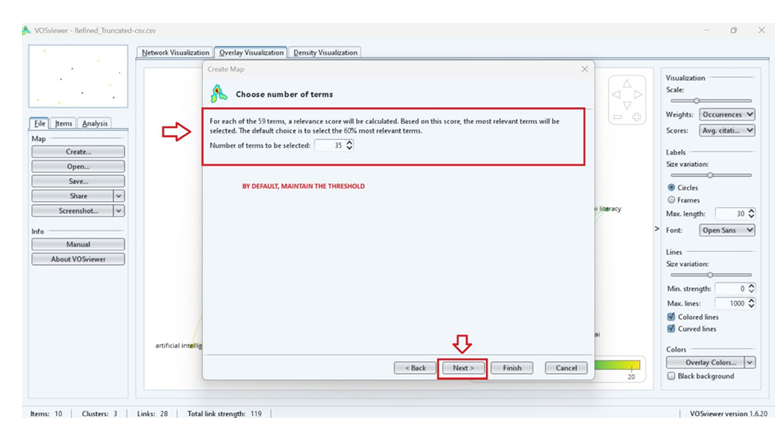 VOSviewer - Refined_Truncated-csv.csv
Network Visualization Overlay Visualization Density Visualization
Create Map
Choose number of terms
For each of the 59 terms, a relevance score will be calculated. Based on this score, the most relevant terms will be
selected. The default choice is to select the 60% most relevant terms.
Number of terms to be selected: 35
BY DEFAULT, MAINTAIN THE THRESHOLD
< Back Next > Finish Cancel
File Items Analysis
Map
Create...
Open...
Save...
Share
Screenshot...
Info
Manual
About VOSviewer
literacy
artificial intellig
ai
20
Visualization
Scale:
Weights: Occurrences
Scores: Avg. citati...
Labels
Size variation:
Circles
Frames
Max. length: 30
Font: Open Sans
Lines
Size variation:
Min. strength: 0
Max. lines: 1000
Colored lines
Curved lines
Colors
Overlay Colors...
Black background
Items: 10 Clusters: 3 Links: 28 Total link strength: 119
VOSviewer version 1.6.20